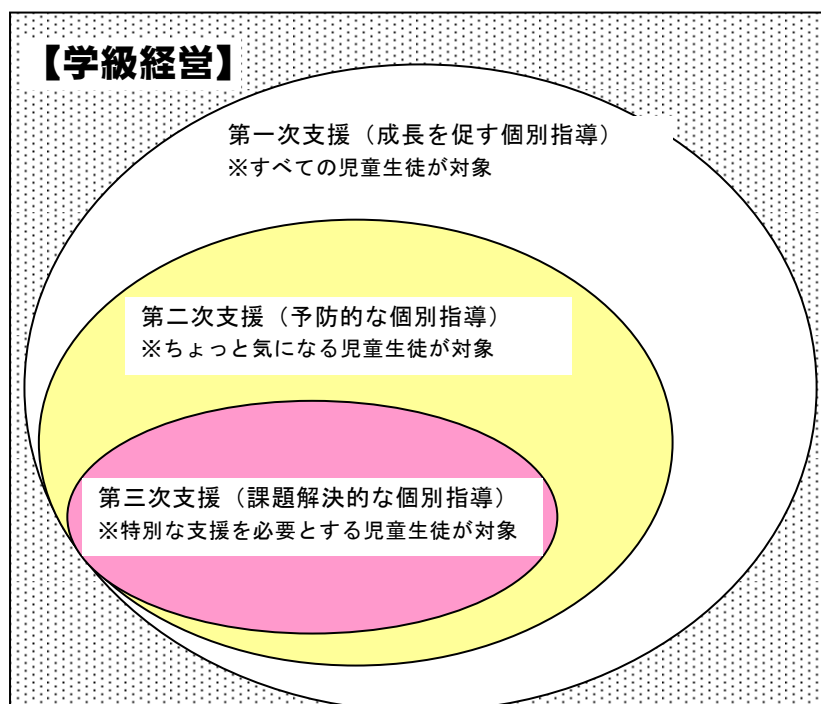 【学級経営】
第一次支援（成長を促す個別指導）
※すべての児童生徒が対象
第二次支援（予防的な個別指導）
※ちょっと気になる児童生徒が対象
第三次支援（課題解決的な個別指導）
※特別な支援を必要とする児童生徒が対象